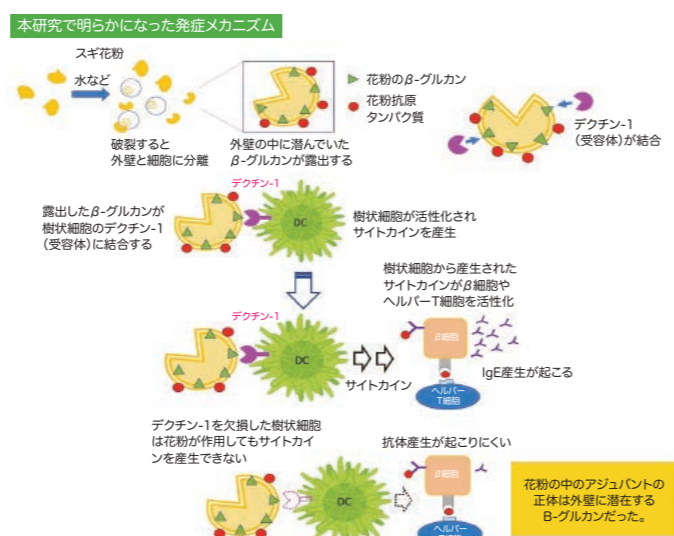 本研究で明らかになった発症メカニズム
スギ花粉
水など
破裂すると
外壁と細胞に分離
外壁の中に潜んでいた
β-グルカンが露出する
花粉のβ-グルカン
花粉抗原
タンパク質
デクチン-1
（受容体）が結合
露出したβ-グルカンが
樹状細胞のデクチン-1
（受容体）に結合する
デクチン-1
DC
樹状細胞が活性化され
サイトカインを産生
樹状細胞から産生された
サイトカインがβ細胞や
ヘルパーT細胞を活性化
デクチン-1
DC
サイトカイン
β細胞
IgE産生が起こる
ヘルパー
T細胞
デクチン-1を欠損した樹状細胞
は花粉が作用してもサイトカイ
ンを産生できない
DC
抗体産生が起こりにくい
β細胞
ヘルパー
花粉の中のアジュバントの
正体は外壁に潜在する
B-グルカンだった。